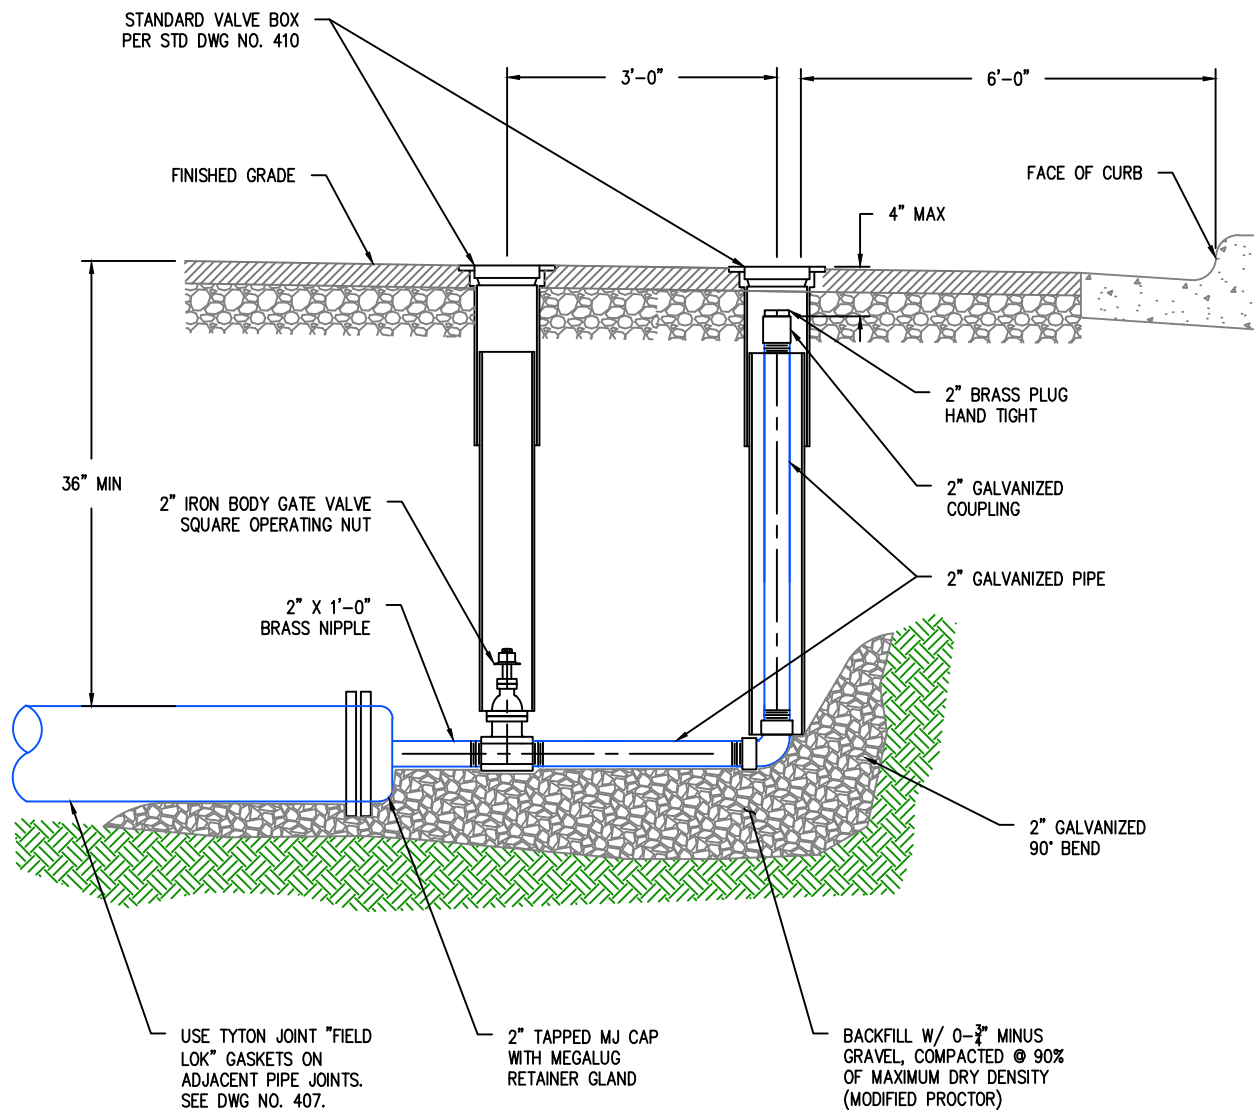 STANDARD VALVE BOX
PER STD DWG NO. 410
3'-0"
6'-0"
FINISHED GRADE
FACE OF CURB
4" MAX
36" MIN
2" BRASS PLUG
HAND TIGHT
2" IRON BODY GATE VALVE
SQUARE OPERATING NUT
2" GALVANIZED
COUPLING
2" X 1'-0"
BRASS NIPPLE
2" GALVANIZED PIPE
2" GALVANIZED
90° BEND
USE TYTON JOINT "FIELD
LOK" GASKETS ON
ADJACENT PIPE JOINTS.
SEE DWG NO. 407.
2" TAPPED MJ CAP
WITH MEGALUG
RETAINER GLAND
BACKFILL W/ 0-3/4" MINUS
GRAVEL, COMPACTED @ 90%
OF MAXIMUM DRY DENSITY
(MODIFIED PROCTOR)